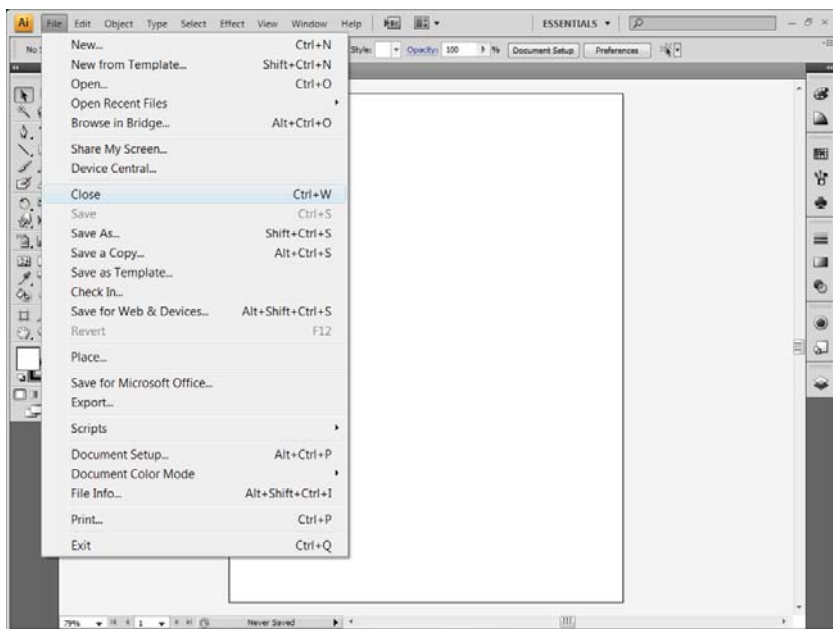 Ai File Edit Object Type Select Effect View Window Help Br ESSENTIALS
No S Style: Opacity: 100 % Document Setup Preferences
New... Ctrl+N
New from Template... Shift+Ctrl+N
Open... Ctrl+O
Open Recent Files
Browse in Bridge... Alt+Ctrl+O
Share My Screen...
Device Central...
Close Ctrl+W
Save Ctrl+S
Save As... Shift+Ctrl+S
Save a Copy... Alt+Ctrl+S
Save as Template...
Check In...
Save for Web & Devices... Alt+Shift+Ctrl+S
Revert F12
Place...
Save for Microsoft Office...
Export...
Scripts
Document Setup... Alt+Ctrl+P
Document Color Mode
File Info... Alt+Shift+Ctrl+I
Print... Ctrl+P
Exit Ctrl+Q
79% 1 Never Saved